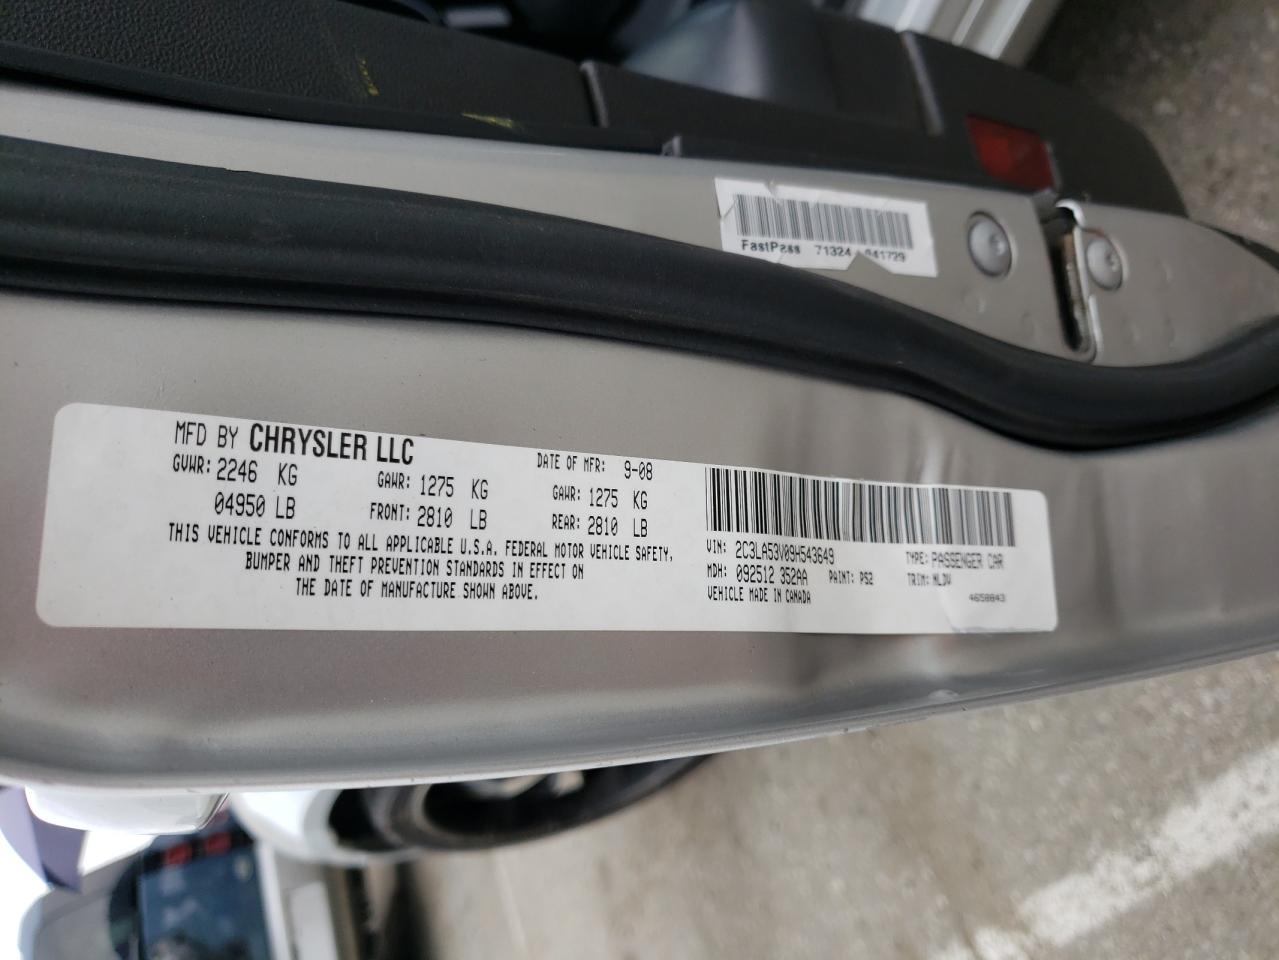 FastPass 71324 041729
MFD BY CHRYSLER LLC
DATE OF MFR: 9-08
GVWR: 2246 KG
GAWR: 1275 KG
GAWR: 1275 KG
04950 LB
FRONT: 2810 LB
REAR: 2810 LB
THIS VEHICLE CONFORMS TO ALL APPLICABLE U.S.A. FEDERAL MOTOR VEHICLE SAFETY,
BUMPER AND THEFT PREVENTION STANDARDS IN EFFECT ON
THE DATE OF MANUFACTURE SHOWN ABOVE.
VIN: 2C3LA53V09H543649
TYPE: PASSENGER CAR
MDH: 092512 352AA
PAINT: PS2
TRIM: NLDV
VEHICLE MADE IN CANADA
4658843